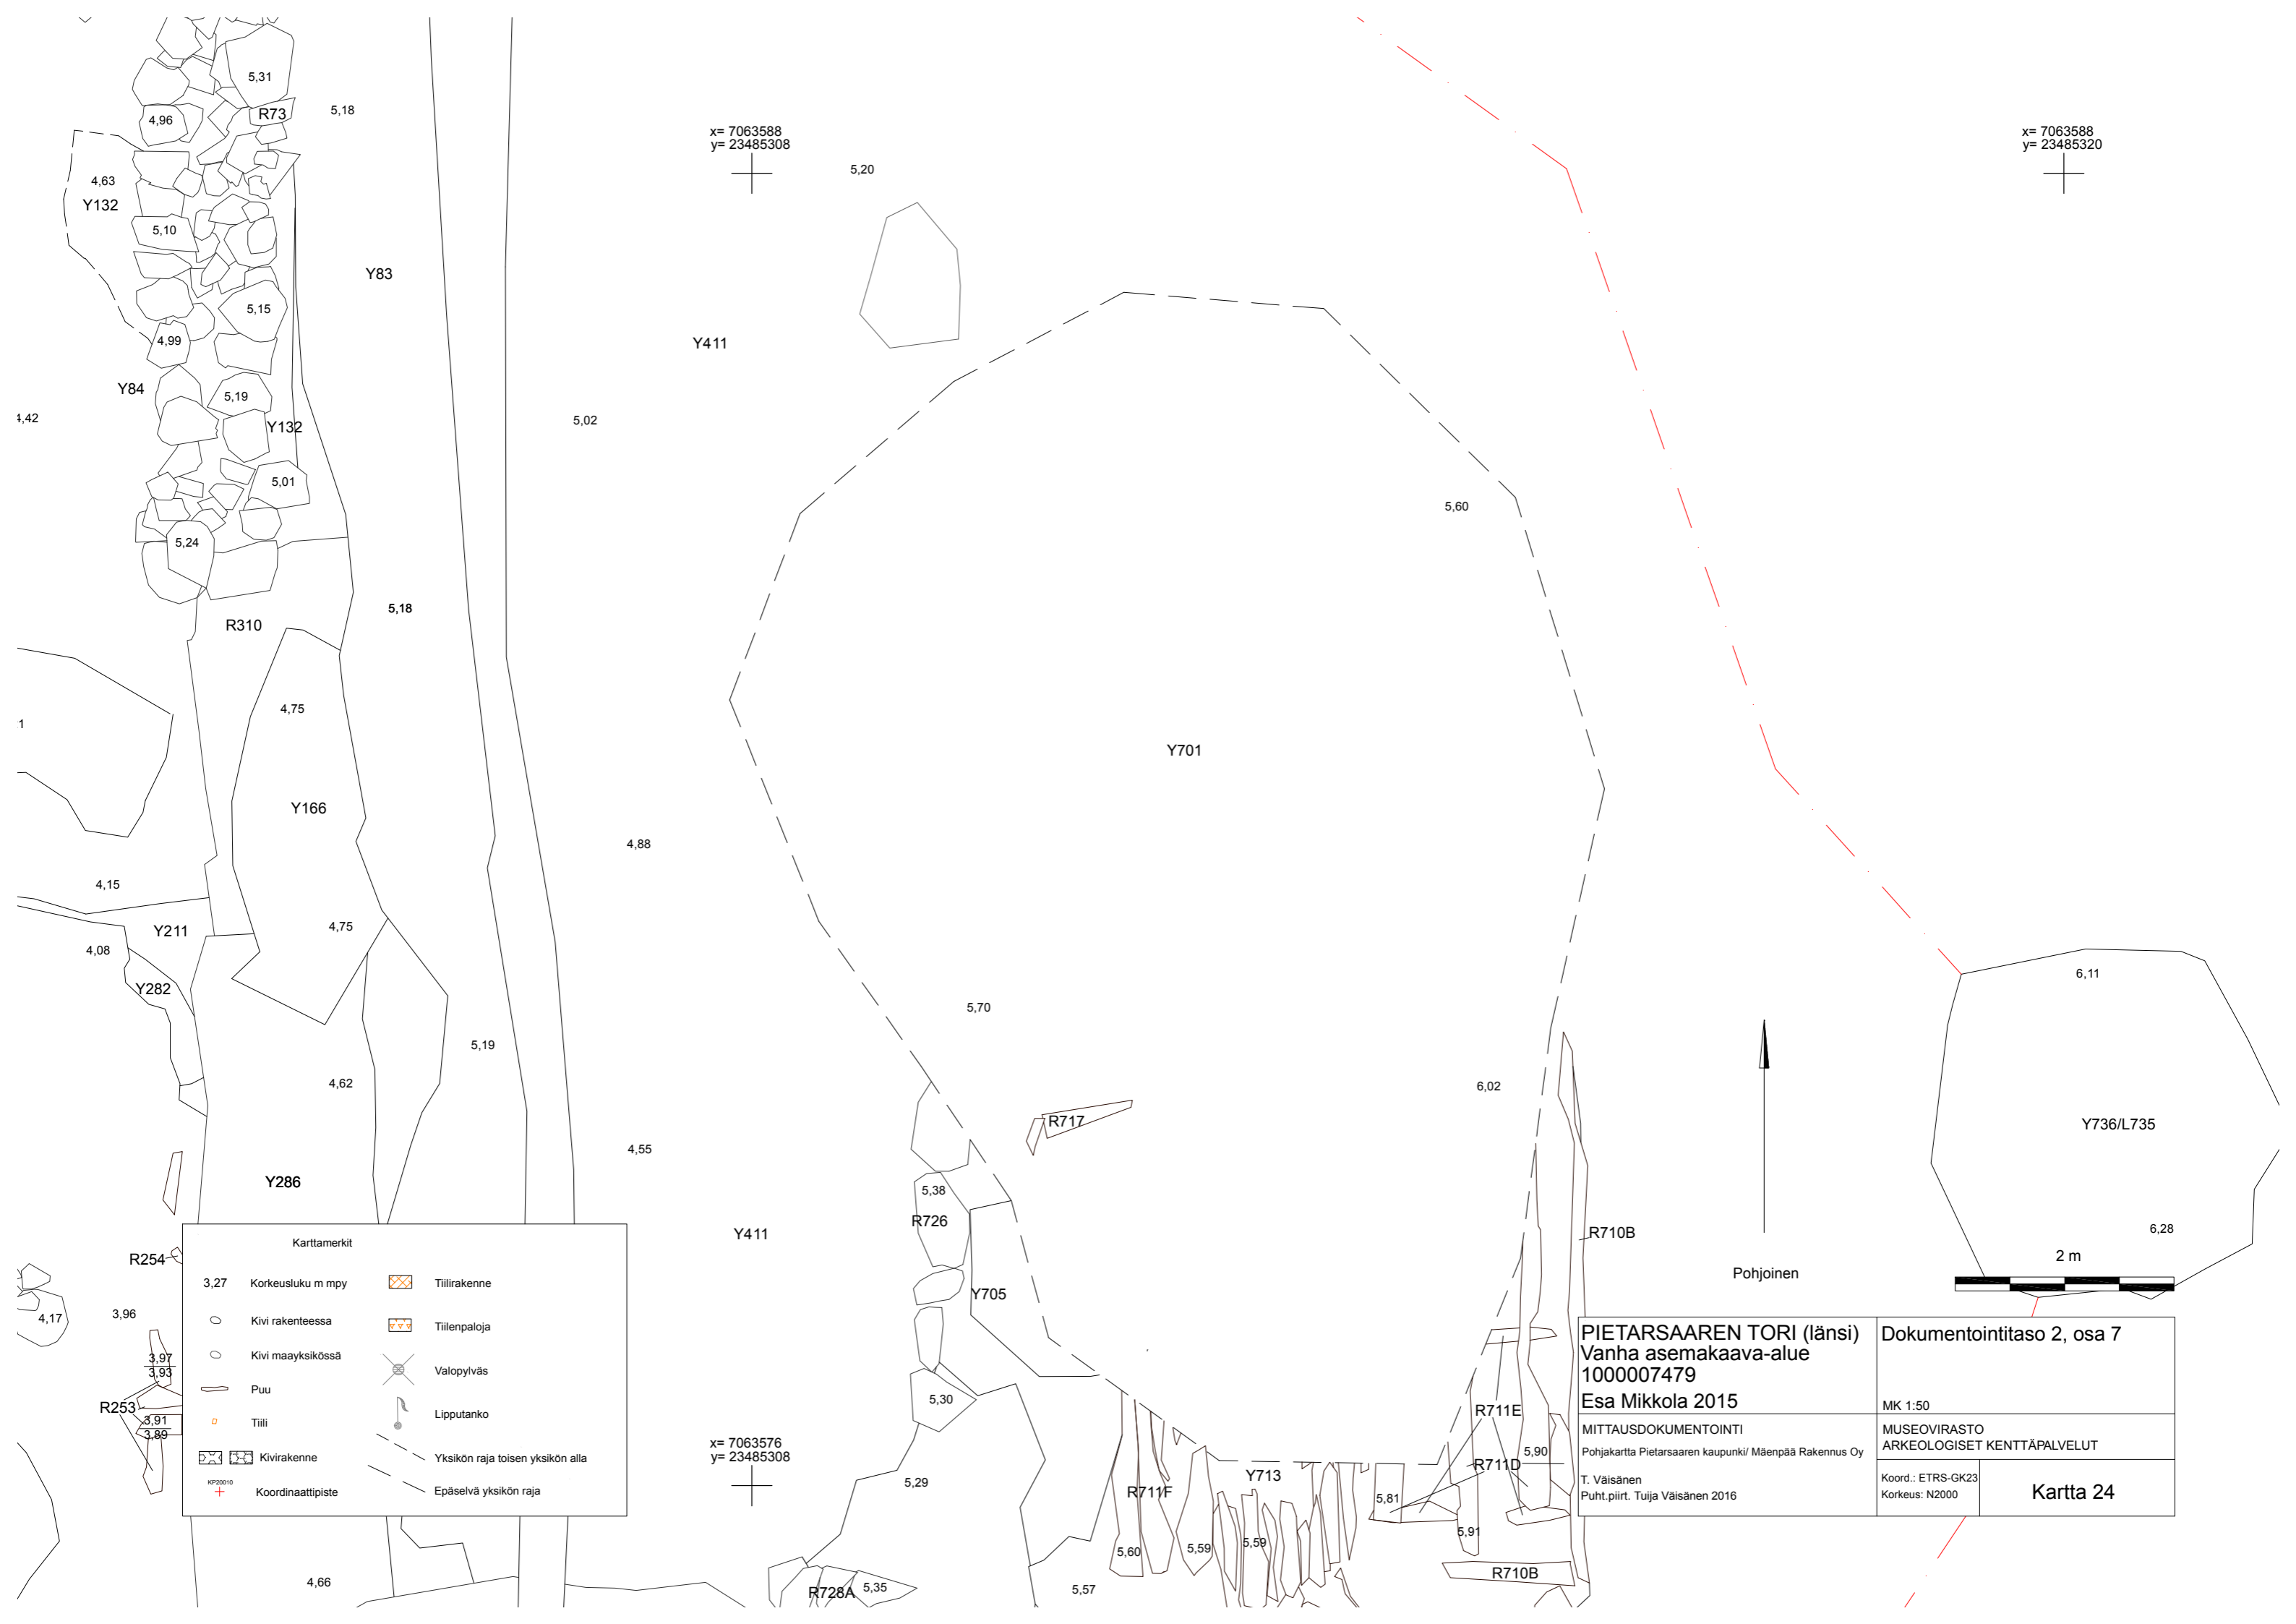 5,31
R73
5,18
4,96
x= 7063588
y= 23485308
x= 7063588
y= 23485320
5,20
4,63
Y132
5,10
Y83
5,15
4,99
Y411
Y84
5,19
4,42
Y132
5,02
5,01
5,60
5,24
5,18
R310
4,75
1
Y701
Y166
4,88
4,15
4,75
Y211
4,08
Y282
6,11
5,70
5,19
4,62
6,02
R717
Y736/L735
4,55
Y286
5,38
R726
Y411
R710B
6,28
2 m
Pohjoinen
R254
Y705
3,96
4,17
3,97
3,93
R253
3,91
3,89
Karttamerkit
3,27 Korkeusluku m mpy
Kivi rakenteessa
Kivi maayksikössä
Puu
Tiili
Kivirakenne
KP20010
Koordinaattipiste
Tiilirakenne
Tiilenpaloja
Valopylväs
Lipputanko
Yksikön raja toisen yksikön alla
Epäselvä yksikön raja
5,30
x= 7063576
y= 23485308
5,29
R711E
5,90
R711D
Y713
R711F
5,81
5,91
5,60
5,59
5,59
R710B
4,66
R728A
5,35
5,57
PIETARSAAREN TORI (länsi)
Vanha asemakaava-alue
1000007479
Esa Mikkola 2015
Dokumentointitaso 2, osa 7
MK 1:50
MITTAUSDOKUMENTOINTI
Pohjakartta Pietarsaaren kaupunki/ Mäenpää Rakennus Oy
T. Väisänen
Puht.piirt. Tuija Väisänen 2016
MUSEOVIRASTO
ARKEOLOGISET KENTTÄPALVELUT
Koord.: ETRS-GK23
Korkeus: N2000
Kartta 24